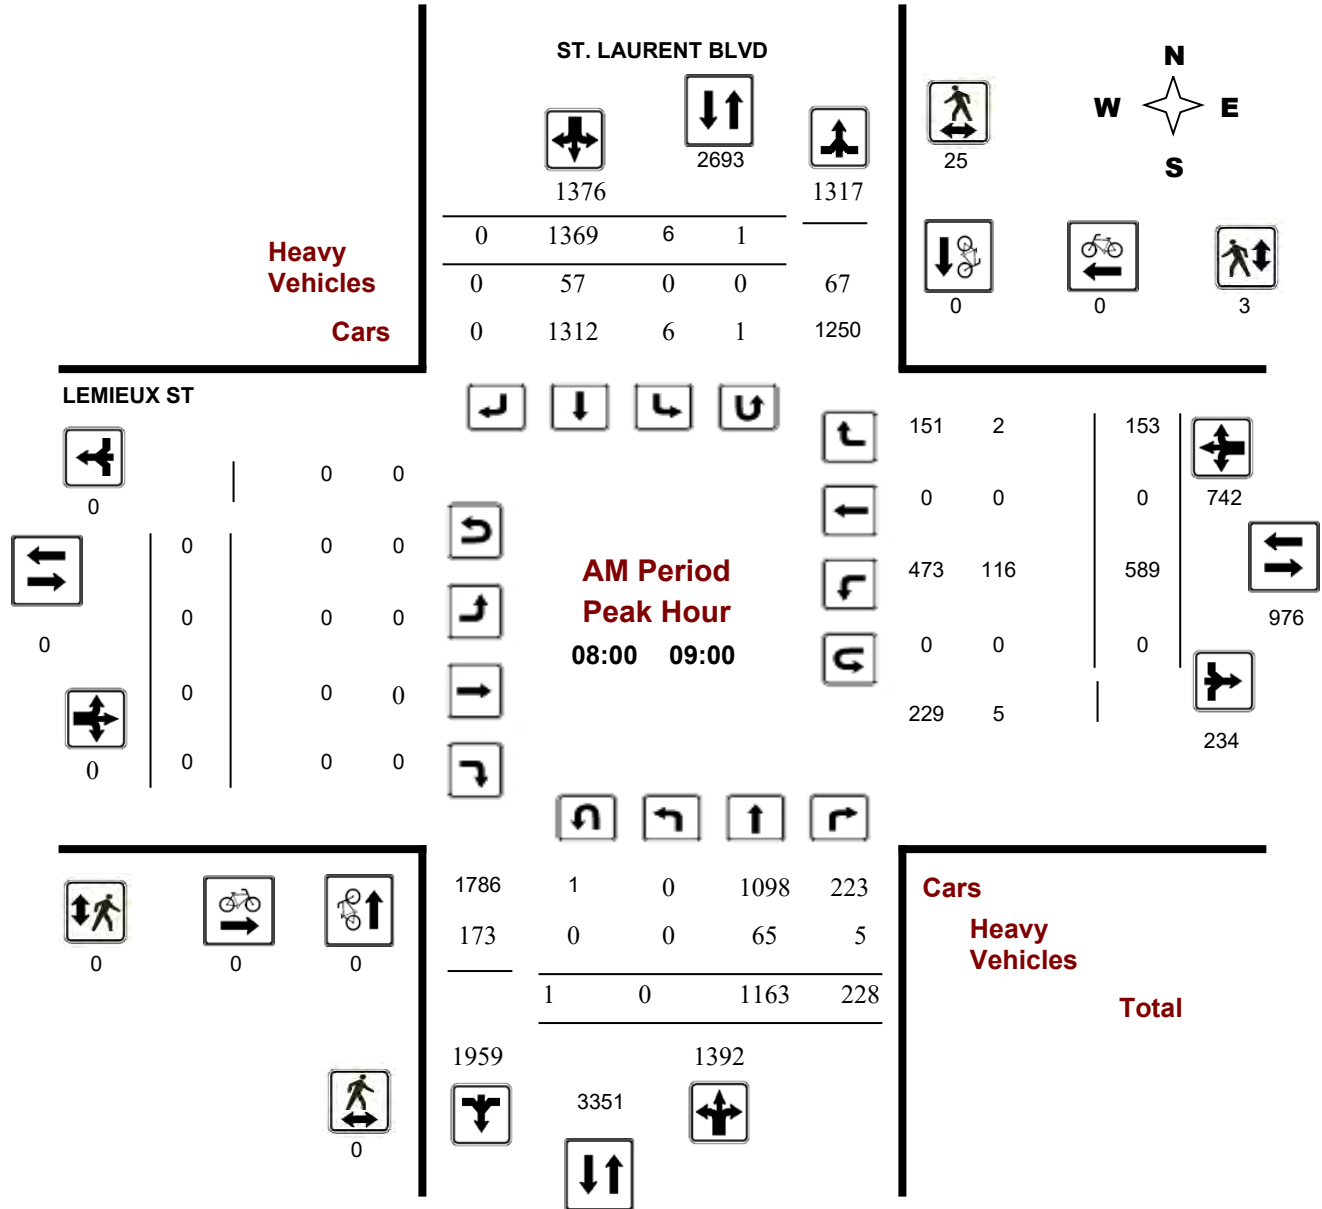 ST. LAURENT BLVD
N
W E
S
2693
25
1376 1317
0 1369 6 1
Heavy
Vehicles
0 57 0 0 67
0 0 3
Cars
0 1312 6 1 1250
LEMIEUX ST
151 2 153
0 0
0
0 0 0 742
0 0 0
AM Period
Peak Hour
473 116 589
0 0 0
976
08:00 09:00
0
0 0 0
0 0 0
229 5
234
0
0 0 0
1786 1 0 1098 223
Cars
173 0 0 65 5
Heavy
Vehicles
0 0 0
1 0 1163 228
Total
1959 1392
3351
0